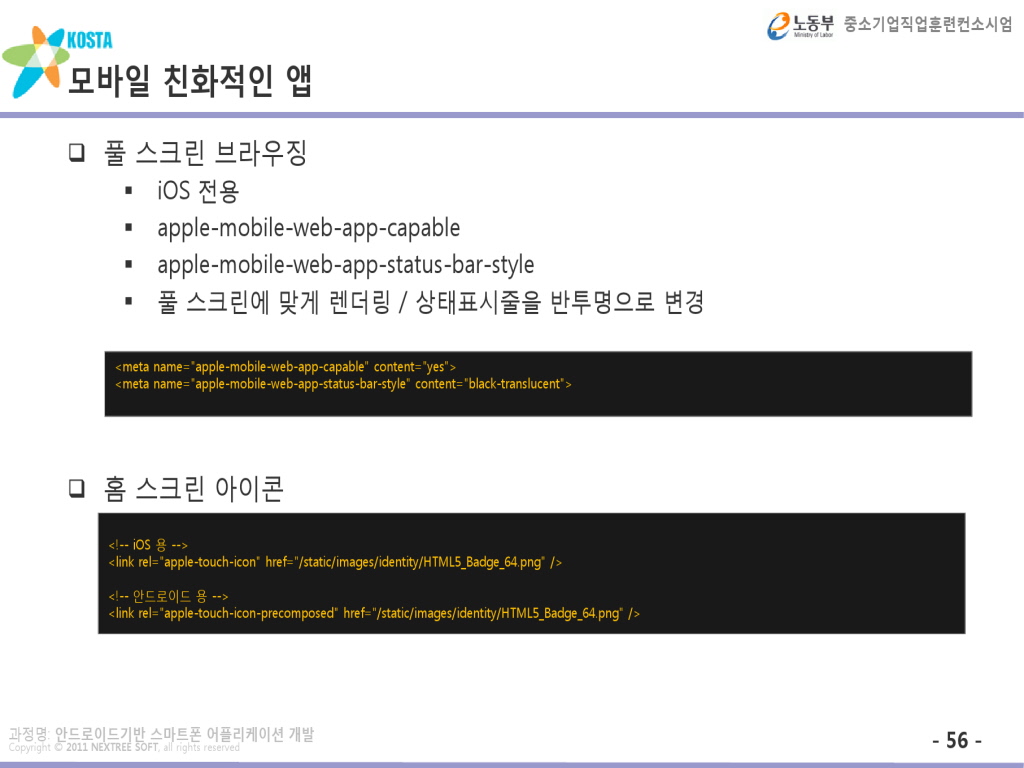 노동부 중소기업직업훈련컨소시엄
Ministry of Labor
KOSTA
모바일 친화적인 앱
❑ 풀 스크린 브라우징
▪ iOS 전용
▪ apple-mobile-web-app-capable
▪ apple-mobile-web-app-status-bar-style
▪ 풀 스크린에 맞게 렌더링 / 상태표시줄을 반투명으로 변경
<meta name="apple-mobile-web-app-capable" content="yes">
<meta name="apple-mobile-web-app-status-bar-style" content="black-translucent">
❑ 홈 스크린 아이콘
<!-- iOS 용 -->
<link rel="apple-touch-icon" href="/static/images/identity/HTML5_Badge_64.png" />
<!-- 안드로이드 용 -->
<link rel="apple-touch-icon-precomposed" href="/static/images/identity/HTML5_Badge_64.png" />
과정명: 안드로이드기반 스마트폰 어플리케이션 개발
Copyright © 2011 NEXTREE SOFT, all rights reserved
- 56 -